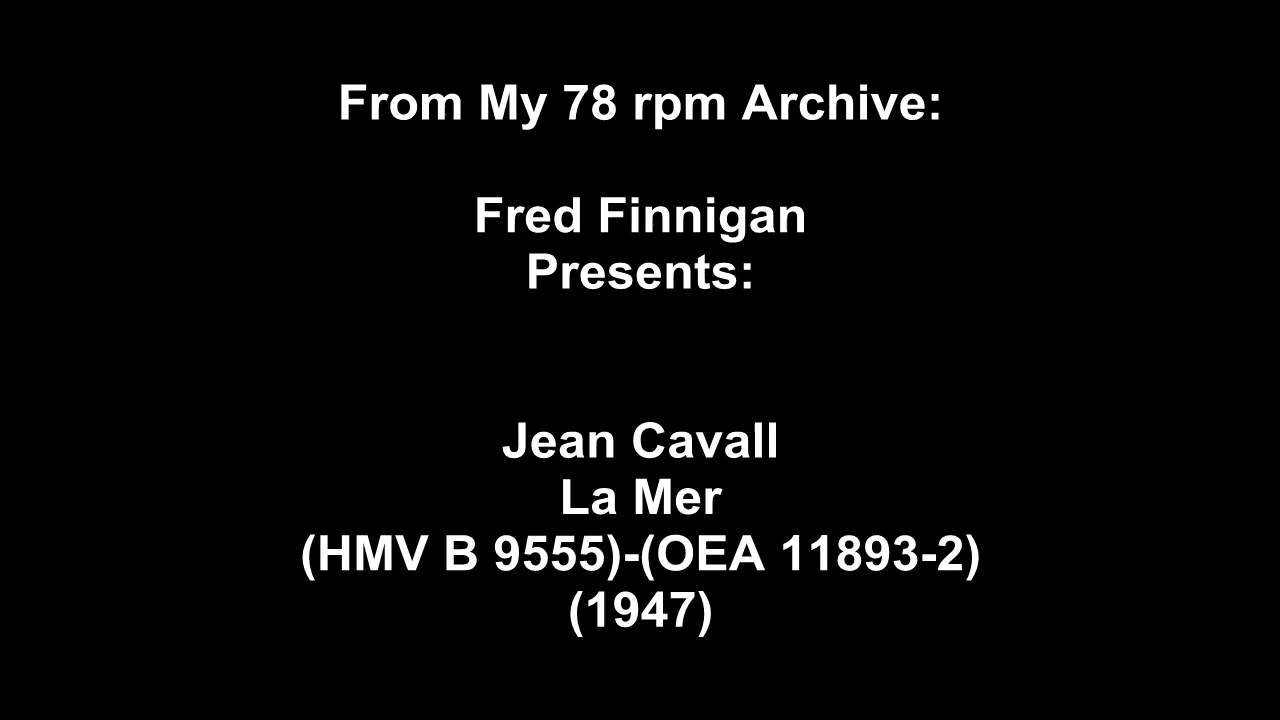 From My 78 rpm Archive:
Fred Finnigan
Presents:
Jean Cavall
La Mer
(HMV B 9555)-(OEA 11893-2)
(1947)